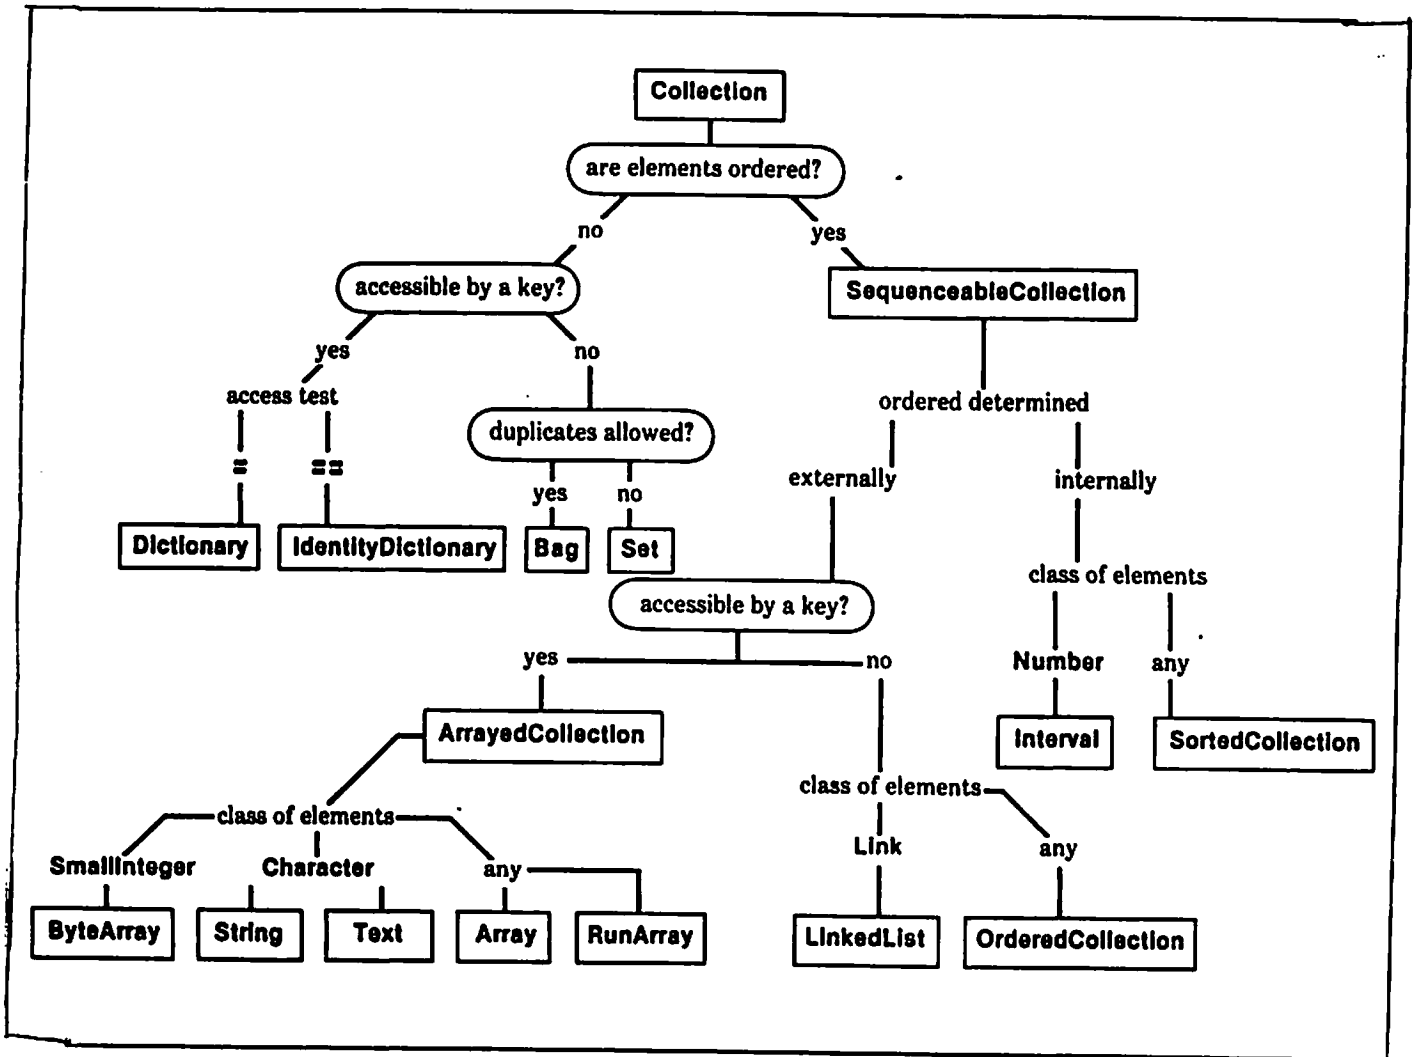 Collection
are elements ordered?
no
yes
accessible by a key?
SequenceableCollection
yes
no
access test
ordered determined
duplicates allowed?
=
==
externally
internally
yes
no
Dictionary
IdentityDictionary
Bag
Set
class of elements
accessible by a key?
yes
no
Number
any
ArrayedCollection
Interval
SortedCollection
class of elements
class of elements
Link
any
SmallInteger
Character
any
ByteArray
String
Text
Array
RunArray
LinkedList
OrderedCollection